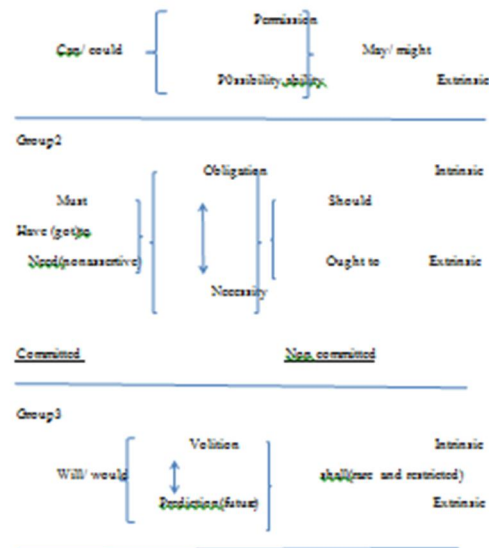 Permission
Can/ could May/ might
P0ssibility,ability Extrinsic
Group2
Obligation Intrinsic
Must Should
Have (got)to
Need(nonassertive) Ought to Extrinsic
Necessity
Committed Non committed
Group3
Volition Intrinsic
Will/ would shall(rare and restricted)
Prediction(future) Extrinsic